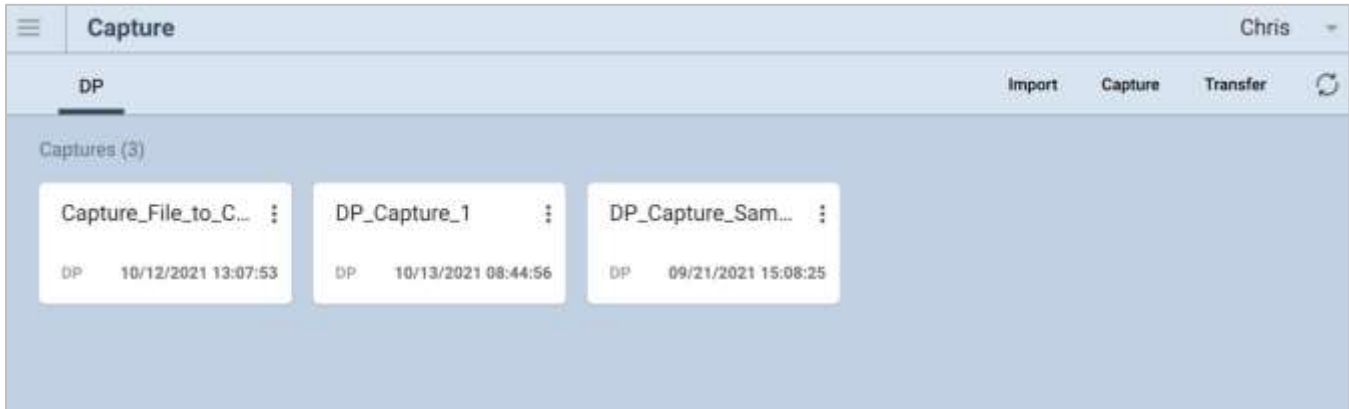 Capture Chris
DP Import Capture Transfer
Captures (3)
Capture_File_to_C... DP_Capture_1 DP_Capture_Sam...
DP 10/12/2021 13:07:53 DP 10/13/2021 08:44:56 DP 09/21/2021 15:08:25